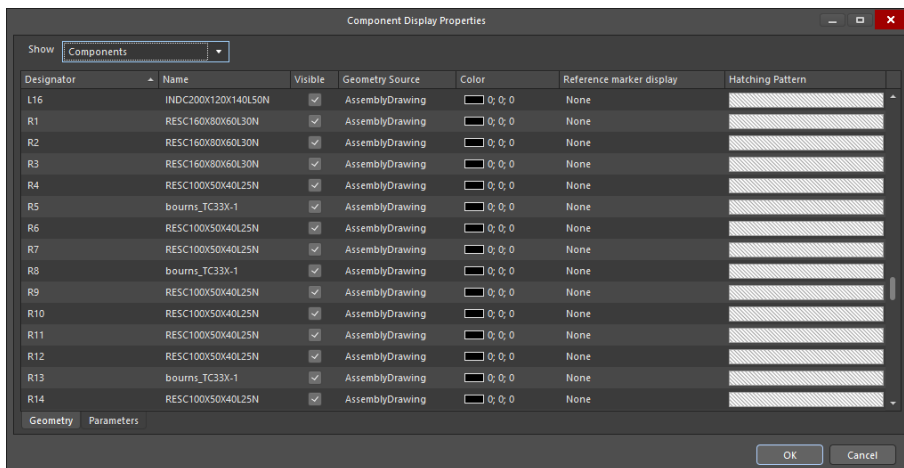 Component Display Properties
Show Components
Designator Name Visible Geometry Source Color Reference marker display Hatching Pattern
L16 INDC200X120X140L50N AssemblyDrawing 0; 0; 0 None
R1 RESC160X80X60L30N AssemblyDrawing 0; 0; 0 None
R2 RESC160X80X60L30N AssemblyDrawing 0; 0; 0 None
R3 RESC160X80X60L30N AssemblyDrawing 0; 0; 0 None
R4 RESC100X50X40L25N AssemblyDrawing 0; 0; 0 None
R5 bourns_TC33X-1 AssemblyDrawing 0; 0; 0 None
R6 RESC100X50X40L25N AssemblyDrawing 0; 0; 0 None
R7 RESC100X50X40L25N AssemblyDrawing 0; 0; 0 None
R8 bourns_TC33X-1 AssemblyDrawing 0; 0; 0 None
R9 RESC100X50X40L25N AssemblyDrawing 0; 0; 0 None
R10 RESC100X50X40L25N AssemblyDrawing 0; 0; 0 None
R11 RESC100X50X40L25N AssemblyDrawing 0; 0; 0 None
R12 RESC100X50X40L25N AssemblyDrawing 0; 0; 0 None
R13 bourns_TC33X-1 AssemblyDrawing 0; 0; 0 None
R14 RESC100X50X40L25N AssemblyDrawing 0; 0; 0 None
Geometry Parameters
OK Cancel